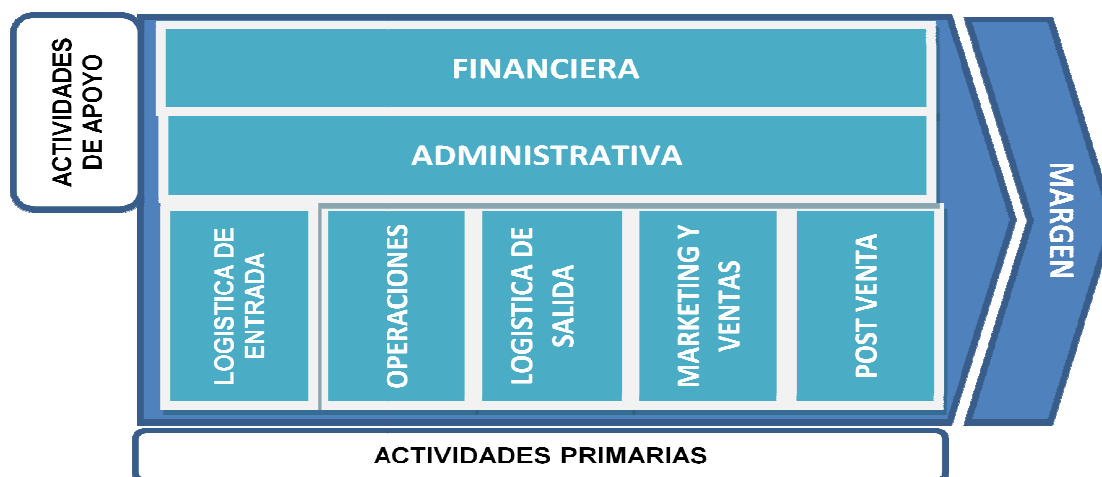 ACTIVIDADES
DE APOYO
FINANCIERA
ADMINISTRATIVA
LOGISTICA DE
ENTRADA
OPERACIONES
LOGISTICA DE
SALIDA
MARKETING Y
VENTAS
POST VENTA
MARGEN
ACTIVIDADES PRIMARIAS